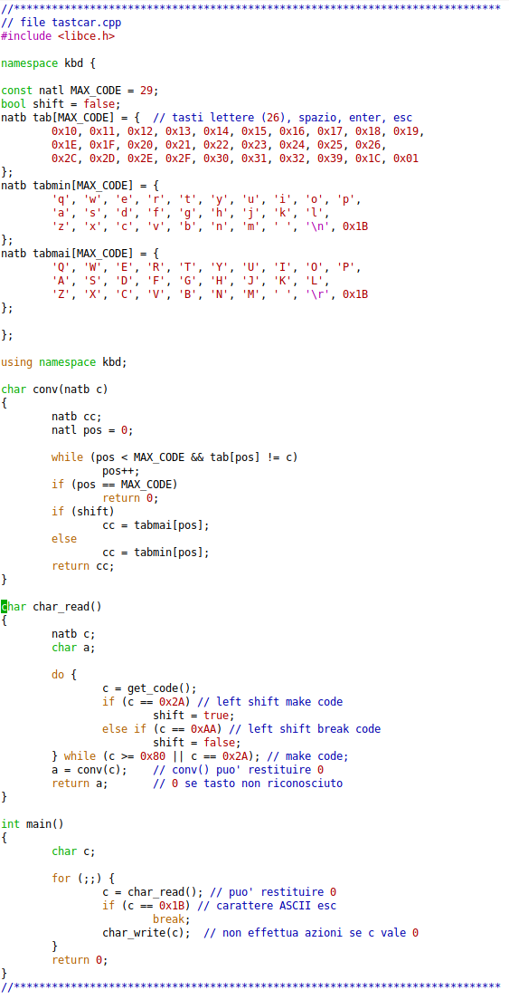 //*****************************************************************************
// file tastcar.cpp
#include <libce.h>
namespace kbd {
const natl MAX_CODE = 29;
bool shift = false;
natb tab[MAX_CODE] = {  // tasti lettere (26), spazio, enter, esc
        0x10, 0x11, 0x12, 0x13, 0x14, 0x15, 0x16, 0x17, 0x18, 0x19,
        0x1E, 0x1F, 0x20, 0x21, 0x22, 0x23, 0x24, 0x25, 0x26,
        0x2C, 0x2D, 0x2E, 0x2F, 0x30, 0x31, 0x32, 0x39, 0x1C, 0x01
};
natb tabmin[MAX_CODE] = {
        'q', 'w', 'e', 'r', 't', 'y', 'u', 'i', 'o', 'p',
        'a', 's', 'd', 'f', 'g', 'h', 'j', 'k', 'l',
        'z', 'x', 'c', 'v', 'b', 'n', 'm', ' ', '\n', 0x1B
};
natb tabmai[MAX_CODE] = {
        'Q', 'W', 'E', 'R', 'T', 'Y', 'U', 'I', 'O', 'P',
        'A', 'S', 'D', 'F', 'G', 'H', 'J', 'K', 'L',
        'Z', 'X', 'C', 'V', 'B', 'N', 'M', ' ', '\r', 0x1B
};
};
using namespace kbd;
char conv(natb c)
{
        natb cc;
        natl pos = 0;
        while (pos < MAX_CODE && tab[pos] != c)
                pos++;
        if (pos == MAX_CODE)
                return 0;
        if (shift)
                cc = tabmai[pos];
        else
                cc = tabmin[pos];
        return cc;
}
char char_read()
{
        natb c;
        char a;
        do {
                c = get_code();
                if (c == 0x2A) // left shift make code
                        shift = true;
                else if (c == 0xAA) // left shift break code
                        shift = false;
        } while (c >= 0x80 || c == 0x2A); // make code;
        a = conv(c);    // conv() puo' restituire 0
        return a;       // 0 se tasto non riconosciuto
}
int main()
{
        char c;
        for (;;) {
                c = char_read(); // puo' restituire 0
                if (c == 0x1B) // carattere ASCII esc
                        break;
                char_write(c);  // non effettua azioni se c vale 0
        }
        return 0;
}
//*****************************************************************************